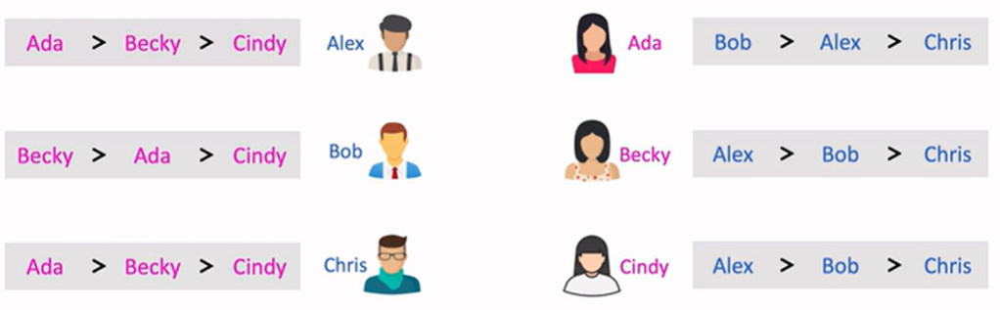 Ada > Becky > Cindy Alex Ada Bob > Alex > Chris
Becky > Ada > Cindy Bob Becky Alex > Bob > Chris
Ada > Becky > Cindy Chris Cindy Alex > Bob > Chris